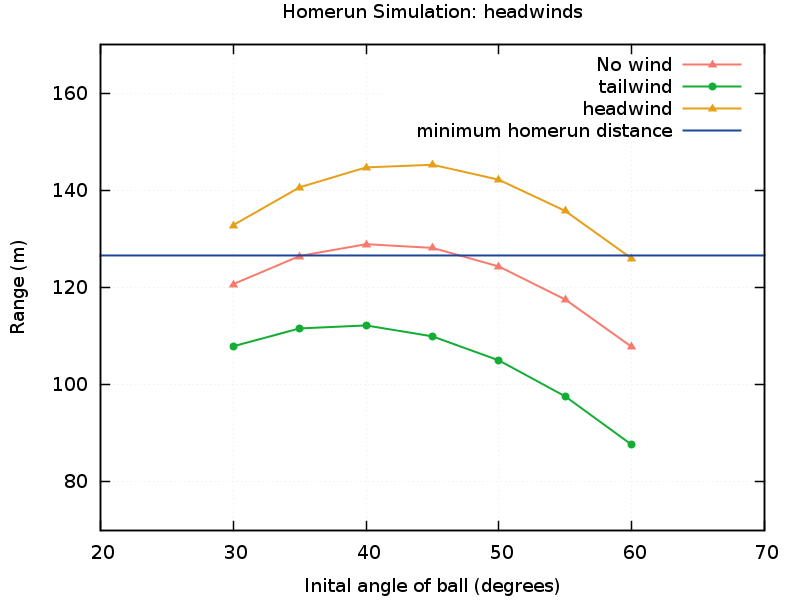 Homerun Simulation: headwinds
No wind
tailwind
headwind
minimum homerun distance
160
140
120
100
80
Range (m)
20 30 40 50 60 70
Inital angle of ball (degrees)